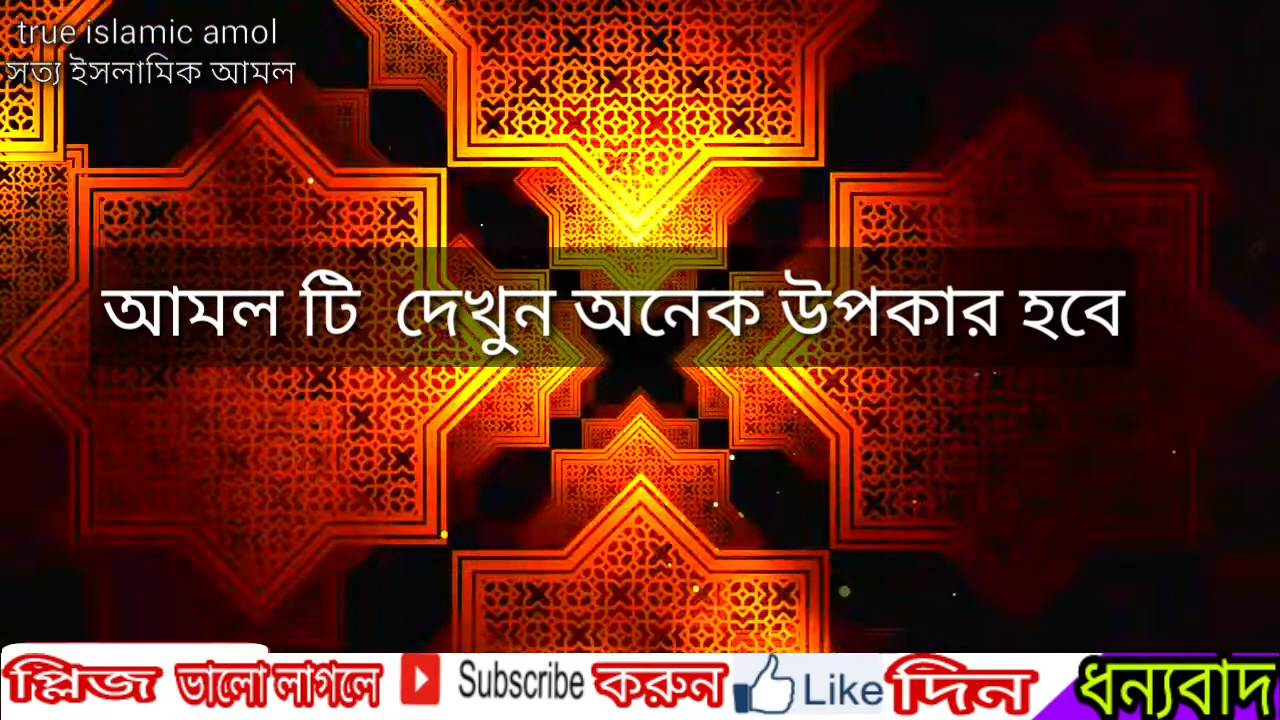 true islamic amol
সত্য ইসলামিক আমল
আমল টি দেখুন অনেক উপকার হবে
প্লিজ ভালো লাগলে Subscribe করুন Like দিন ধন্যবাদ